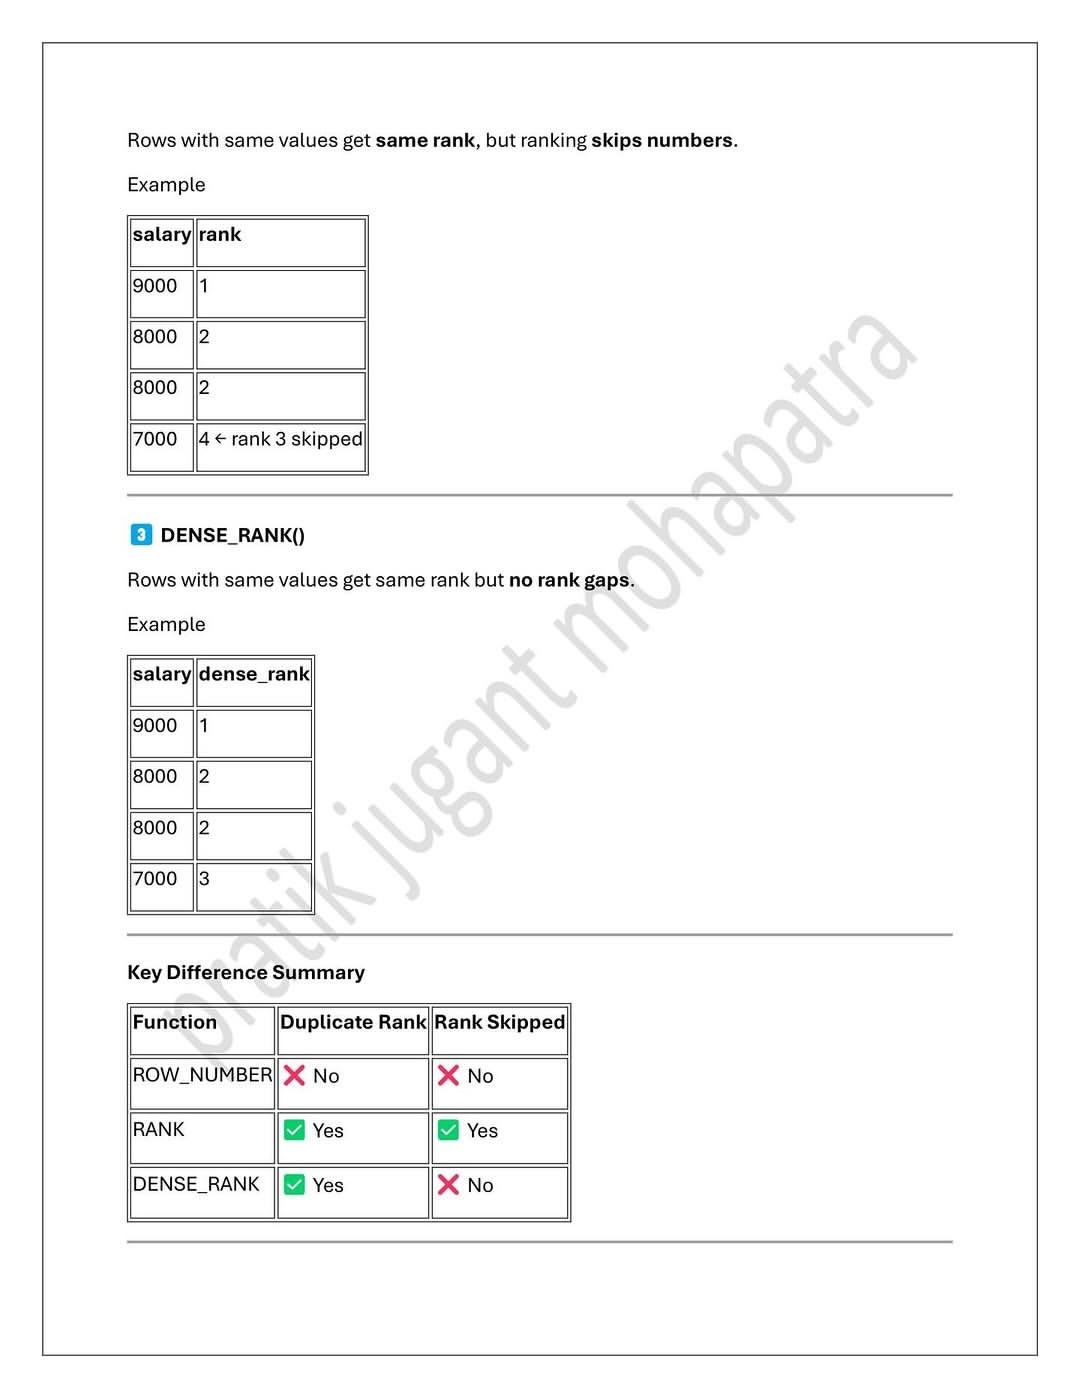 Rows with same values get same rank, but ranking skips numbers.
Example
salary rank
9000 1
8000 2
8000 2
7000 4 ← rank 3 skipped
3 DENSE_RANK()
Rows with same values get same rank but no rank gaps.
Example
salary dense_rank
9000 1
8000 2
8000 2
7000 3
Key Difference Summary
Function Duplicate Rank Rank Skipped
ROW_NUMBER ❌ No ❌ No
RANK ✅ Yes ✅ Yes
DENSE_RANK ✅ Yes ❌ No
pratik jugant mohapatra